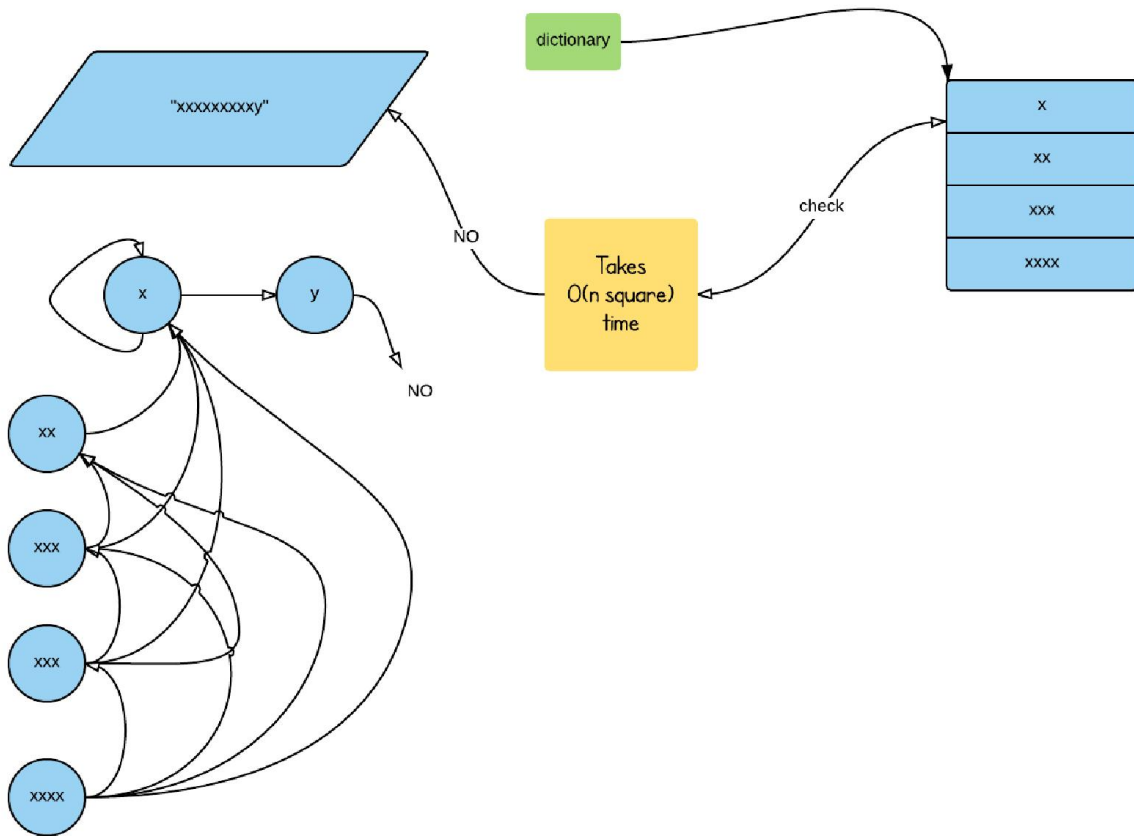 dictionary
"xxxxxxxxxy"
x
xx
check
xxx
NO
xxxx
Takes
O(n square)
time
x
y
NO
xx
xxx
xxx
xxxx